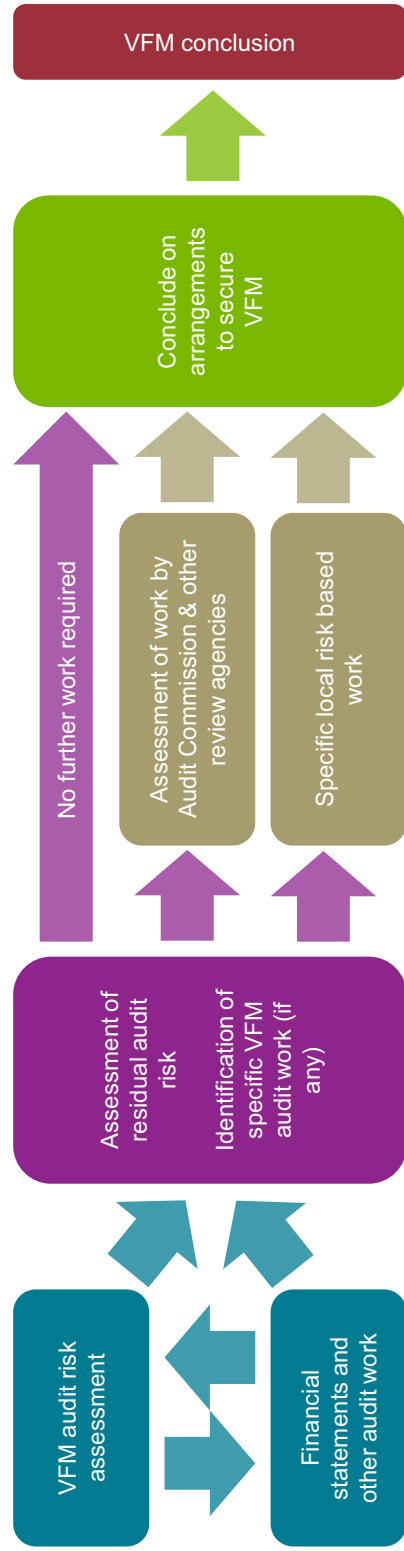 VFM audit risk
assessment
Financial
statements and
other audit work
Assessment of
residual audit
risk
Identification of
specific VFM
audit work (if
any)
No further work required
Assessment of work by
Audit Commission & other
review agencies
Specific local risk based
work
Conclude on
arrangements
to secure
VFM
VFM conclusion